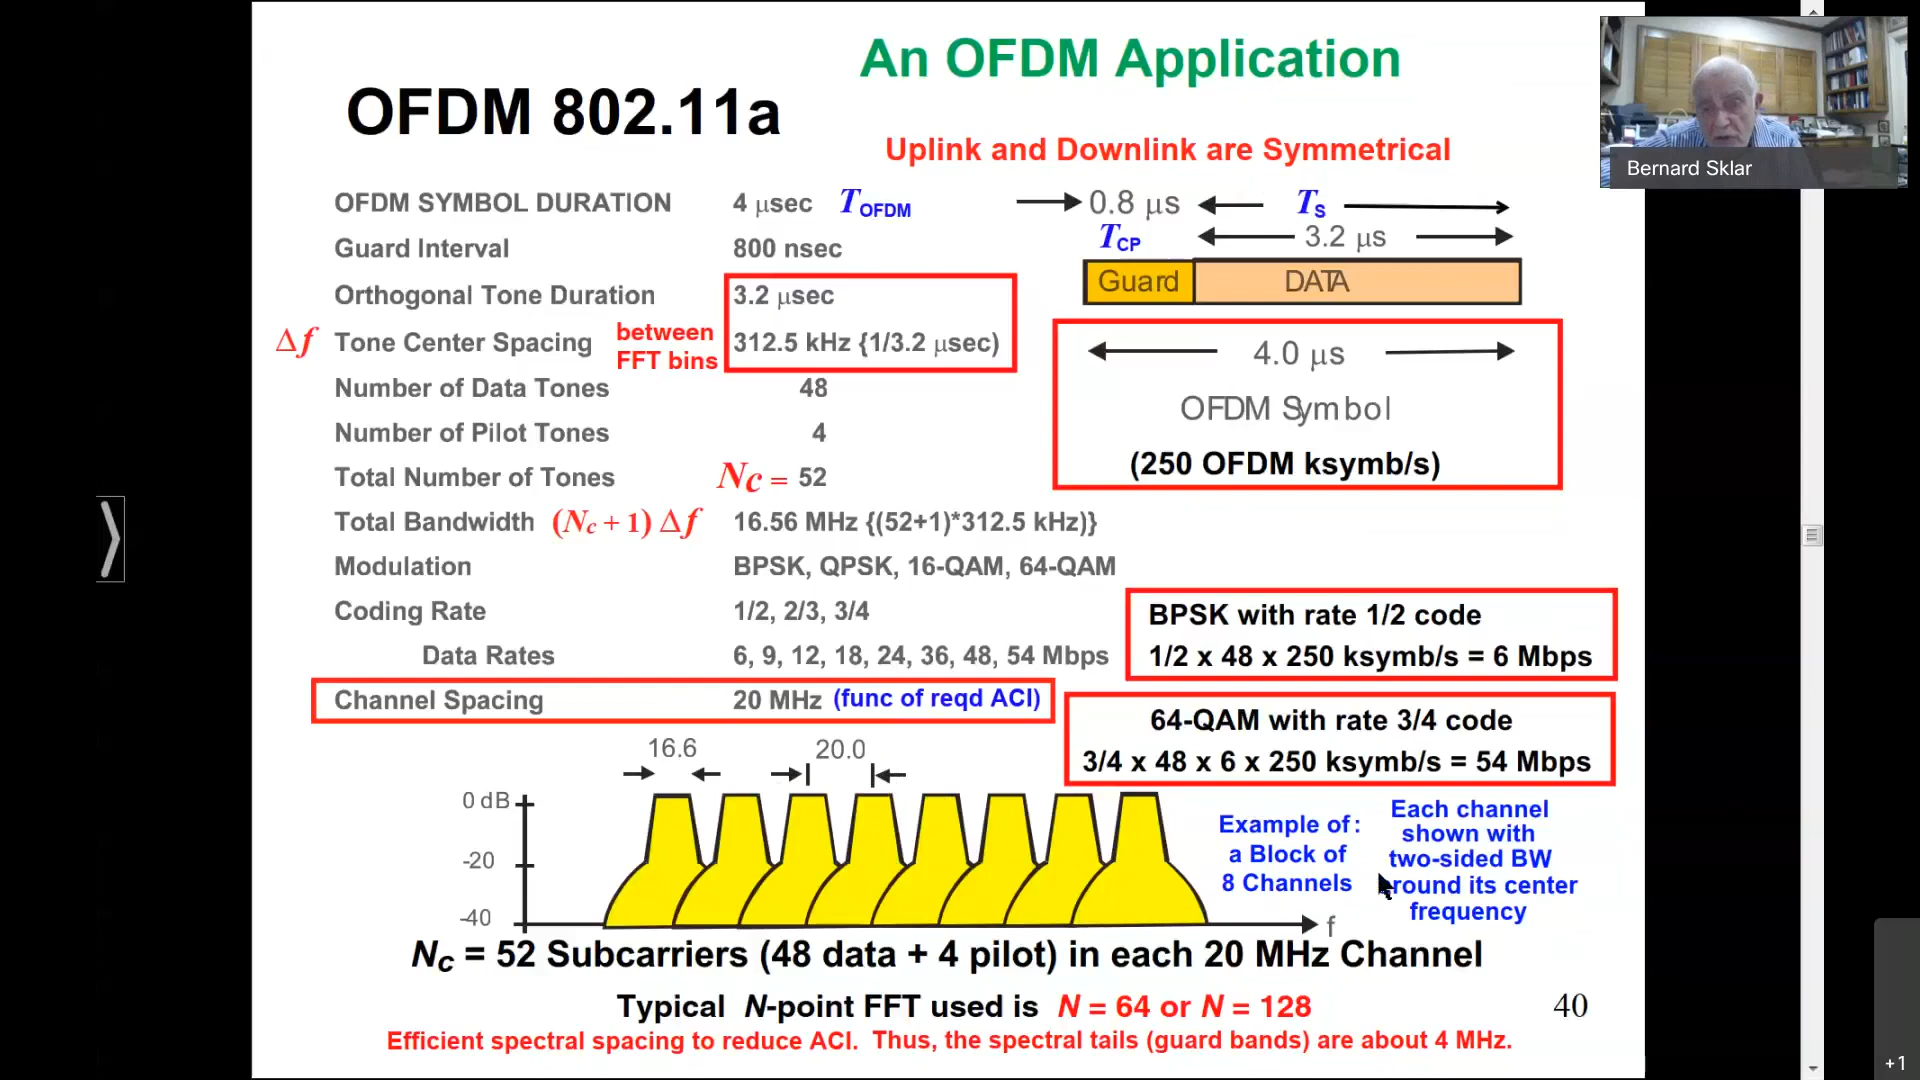 An OFDM Application
OFDM 802.11a
Uplink and Downlink are Symmetrical
Bernard Sklar
OFDM SYMBOL DURATION 4 μsec T_OFDM
Guard Interval 800 nsec
Orthogonal Tone Duration 3.2 μsec
Δf Tone Center Spacing between FFT bins 312.5 kHz {1/3.2 μsec)
Number of Data Tones 48
Number of Pilot Tones 4
Total Number of Tones Nc = 52
Total Bandwidth (Nc + 1) Δf 16.56 MHz {(52+1)*312.5 kHz)}
Modulation BPSK, QPSK, 16-QAM, 64-QAM
Coding Rate 1/2, 2/3, 3/4
Data Rates 6, 9, 12, 18, 24, 36, 48, 54 Mbps
Channel Spacing 20 MHz (func of reqd ACI)
0.8 μs T_S
T_CP 3.2 μs
Guard DATA
4.0 μs
OFDM Symbol
(250 OFDM ksymb/s)
BPSK with rate 1/2 code
1/2 x 48 x 250 ksymb/s = 6 Mbps
64-QAM with rate 3/4 code
3/4 x 48 x 6 x 250 ksymb/s = 54 Mbps
16.6 20.0
0 dB
-20
-40
f
Example of:
a Block of
8 Channels
Each channel
shown with
two-sided BW
round its center
frequency
Nc = 52 Subcarriers (48 data + 4 pilot) in each 20 MHz Channel
Typical N-point FFT used is N = 64 or N = 128
40
Efficient spectral spacing to reduce ACI. Thus, the spectral tails (guard bands) are about 4 MHz.
+1